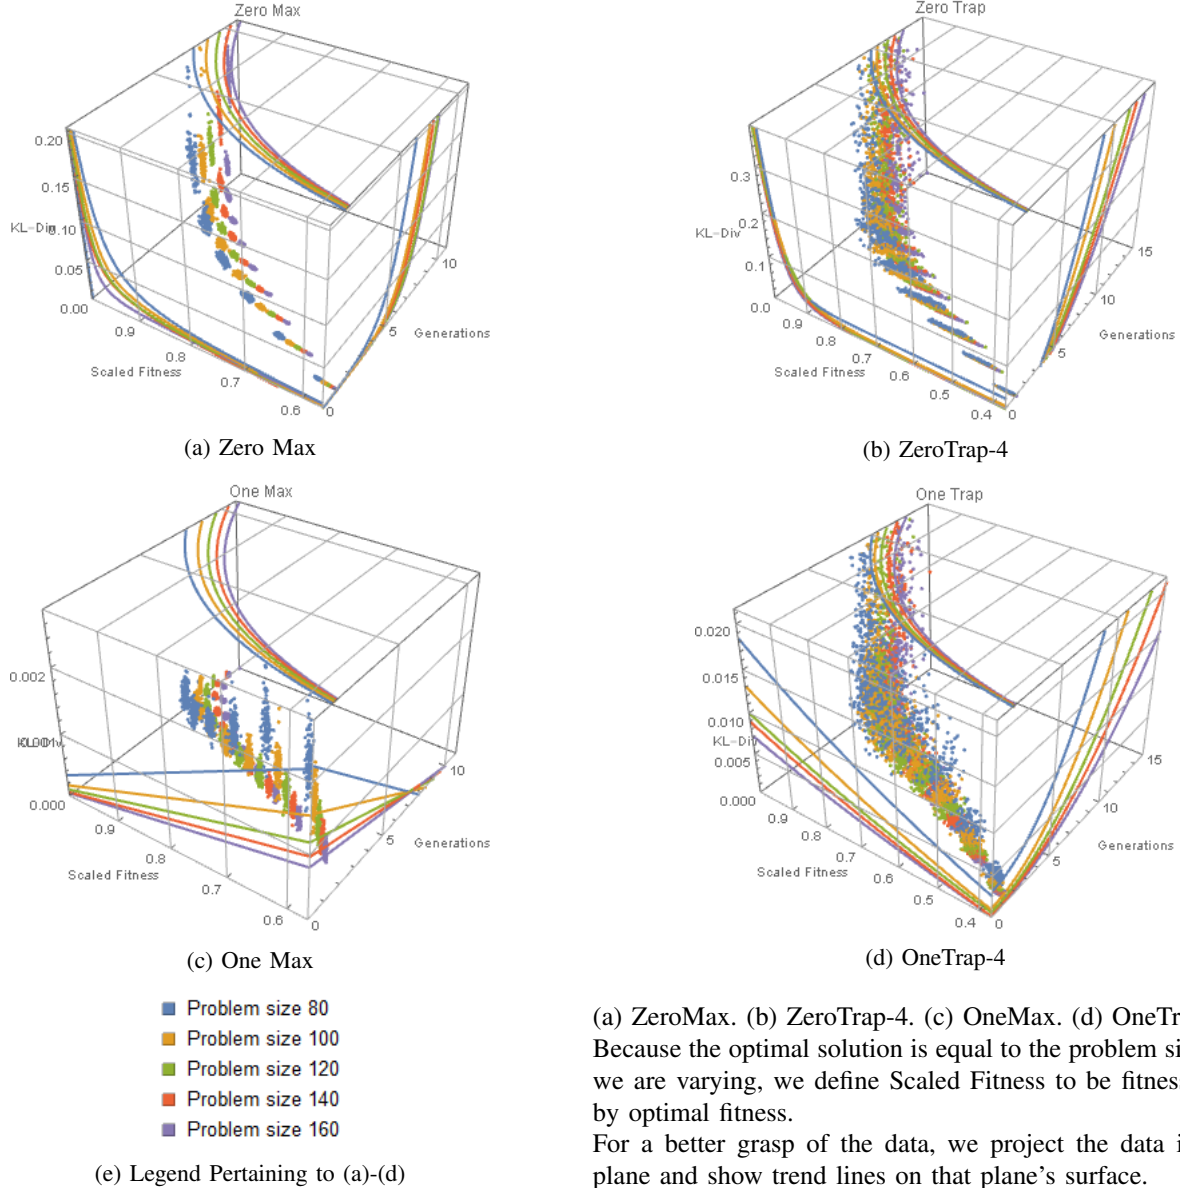 Zero Max
0.20
0.15
0.10
KL-Div
0.05
0.00
0.9
0.8
0.7
0.6
Scaled Fitness
0
5
10
Generations
(a) Zero Max
Zero Trap
0.3
0.2
KL-Div
0.1
0.0
0.9
0.8
0.7
0.6
0.5
0.4
Scaled Fitness
0
5
10
15
Generations
(b) ZeroTrap-4
One Max
0.002
0.000
0.9
0.8
0.7
0.6
Scaled Fitness
0
5
10
Generations
(c) One Max
One Trap
0.020
0.015
0.010
KL-Div
0.005
0.000
0.9
0.8
0.7
0.6
0.5
0.4
Scaled Fitness
0
5
10
15
Generations
(d) OneTrap-4
Problem size 80
Problem size 100
Problem size 120
Problem size 140
Problem size 160
(e) Legend Pertaining to (a)-(d)
(a) ZeroMax. (b) ZeroTrap-4. (c) OneMax. (d) OneTr
Because the optimal solution is equal to the problem si
we are varying, we define Scaled Fitness to be fitness
by optimal fitness.
For a better grasp of the data, we project the data i
plane and show trend lines on that plane's surface.